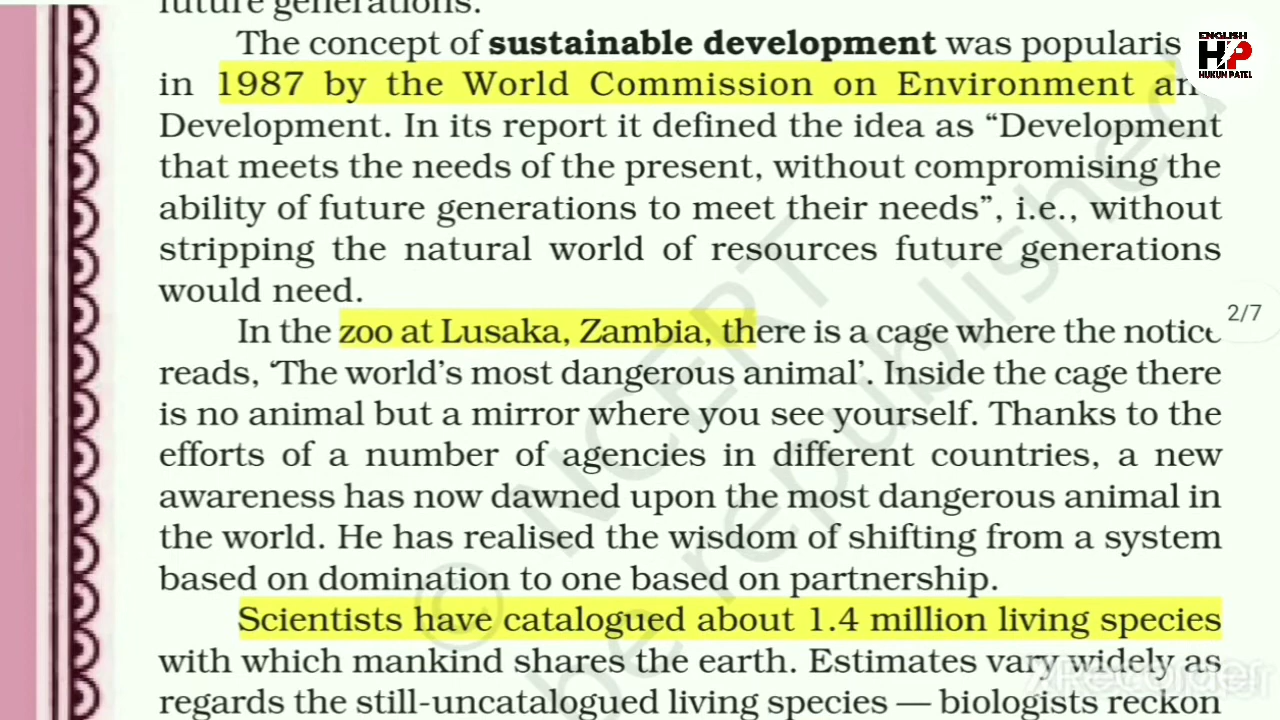 future generations.
The concept of sustainable development was popularis
in 1987 by the World Commission on Environment an
Development. In its report it defined the idea as “Development
that meets the needs of the present, without compromising the
ability of future generations to meet their needs”, i.e., without
stripping the natural world of resources future generations
would need.
In the zoo at Lusaka, Zambia, there is a cage where the notice
reads, ‘The world’s most dangerous animal’. Inside the cage there
is no animal but a mirror where you see yourself. Thanks to the
efforts of a number of agencies in different countries, a new
awareness has now dawned upon the most dangerous animal in
the world. He has realised the wisdom of shifting from a system
based on domination to one based on partnership.
Scientists have catalogued about 1.4 million living species
with which mankind shares the earth. Estimates vary widely as
regards the still-uncatalogued living species — biologists reckon
ENGLISH
HP
HUKUN PATEL
2/7
© NCERT
be republished
XRecorder